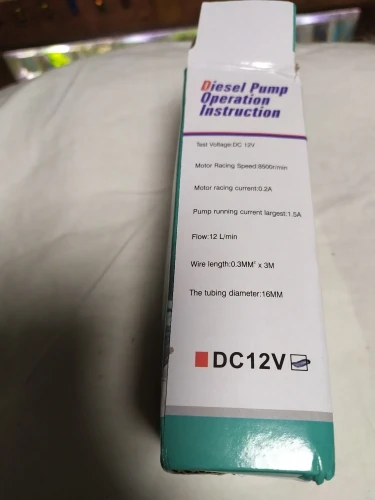 Diesel Pump
Operation
Instruction
Test Voltage:DC 12V
Motor Racing Speed:8500r/min
Motor racing current:0.2A
Pump running current largest:1.5A
Flow:12 L/min
Wire length:0.3MM² x 3M
The tubing diameter:16MM
DC12V